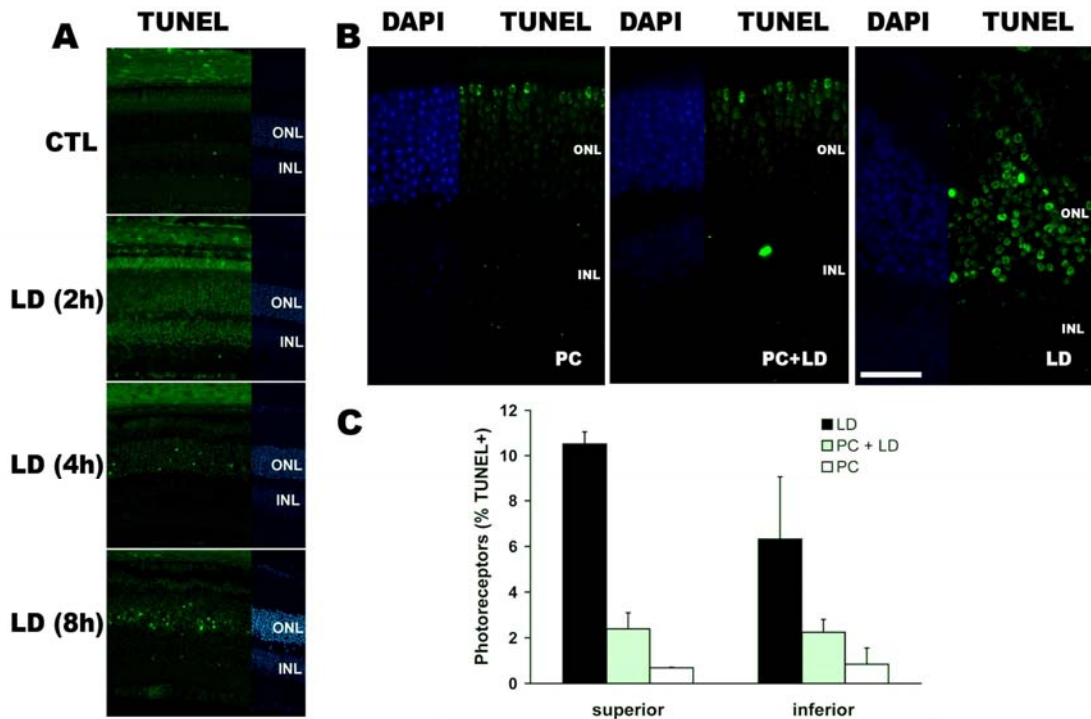 A
TUNEL
CTL
ONL
INL
LD (2h)
ONL
INL
LD (4h)
ONL
INL
LD (8h)
ONL
INL
B
DAPI TUNEL DAPI TUNEL DAPI TUNEL
ONL
INL
PC
ONL
INL
PC+LD
ONL
INL
LD
C
Photoreceptors (% TUNEL+)
12
10
8
6
4
2
0
LD
PC + LD
PC
superior inferior